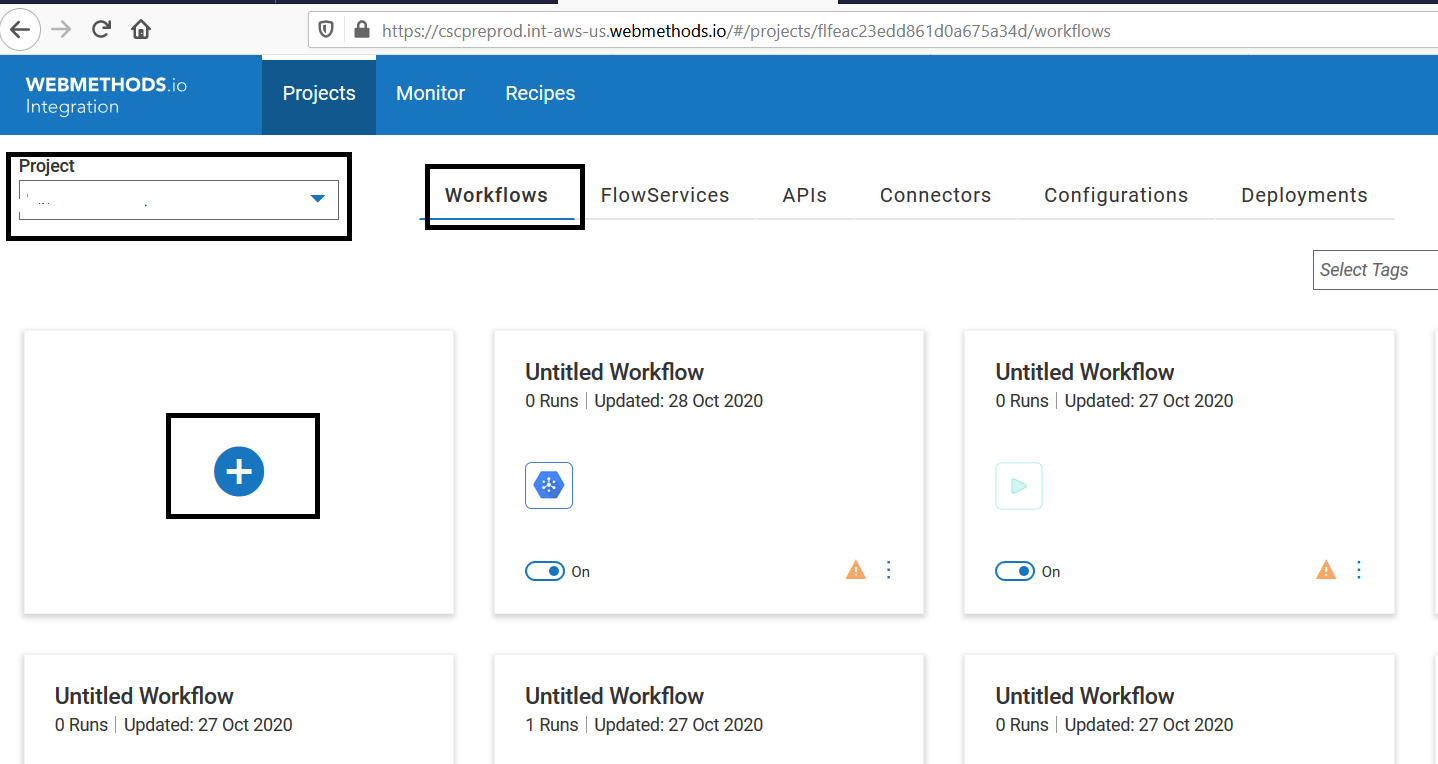 https://cscpreprod.int-aws-us.webmethods.io/#/projects/flfeac23edd861d0a675a34d/workflows
WEBMETHODS.io
Integration
Projects Monitor Recipes
Project
Workflows FlowServices APIs Connectors Configurations Deployments
Select Tags
Untitled Workflow
0 Runs | Updated: 28 Oct 2020
On
Untitled Workflow
0 Runs | Updated: 27 Oct 2020
On
Untitled Workflow
0 Runs | Updated: 27 Oct 2020
Untitled Workflow
1 Runs | Updated: 27 Oct 2020
Untitled Workflow
0 Runs | Updated: 27 Oct 2020